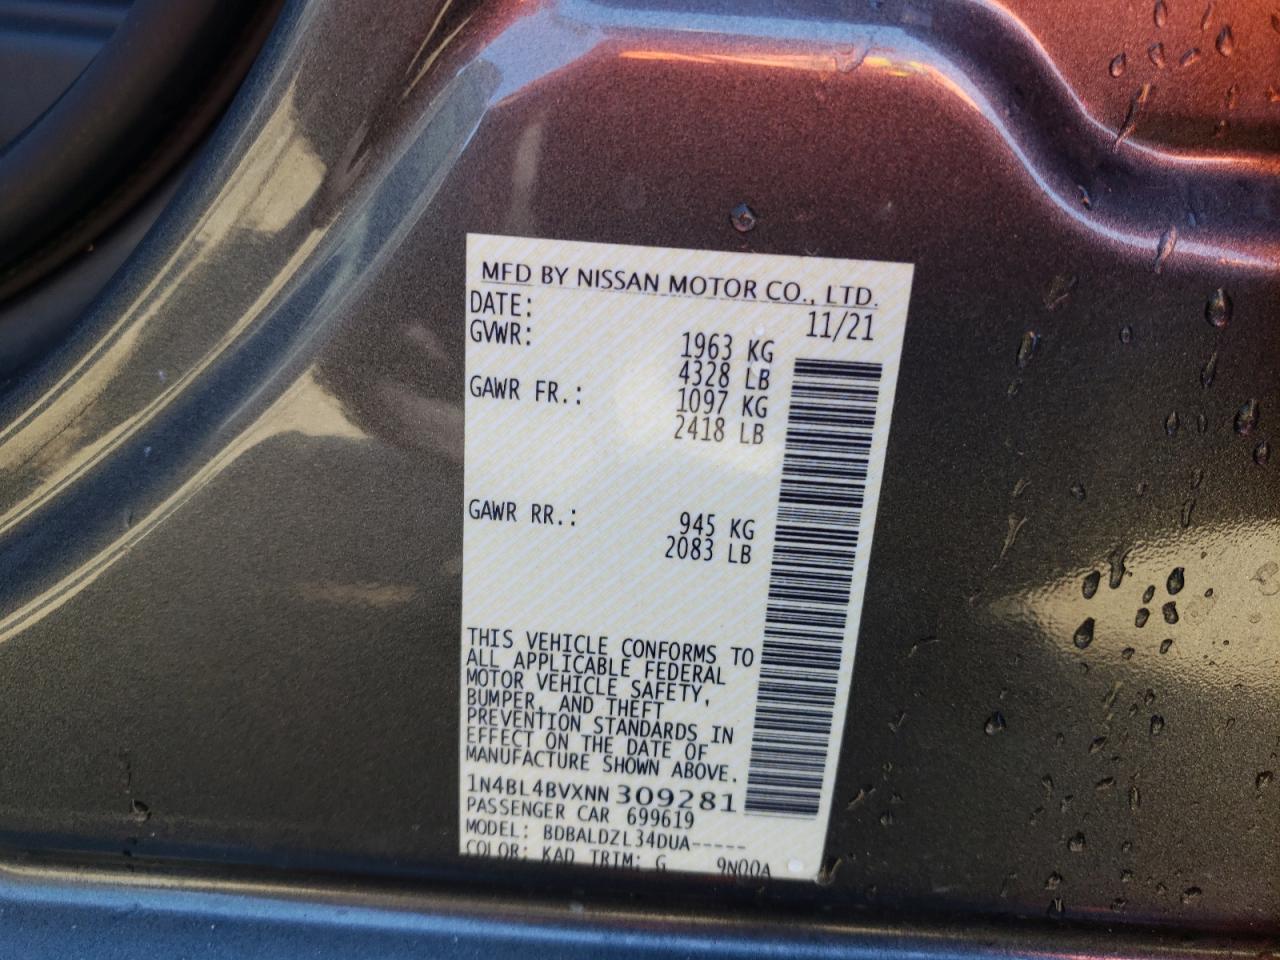 MFD BY NISSAN MOTOR CO., LTD.
DATE: 11/21
GVWR: 1963 KG
4328 LB
GAWR FR.: 1097 KG
2418 LB
GAWR RR.: 945 KG
2083 LB
THIS VEHICLE CONFORMS TO
ALL APPLICABLE FEDERAL
MOTOR VEHICLE SAFETY,
BUMPER, AND THEFT
PREVENTION STANDARDS IN
EFFECT ON THE DATE OF
MANUFACTURE SHOWN ABOVE.
1N4BL4BVXNN309281
PASSENGER CAR 699619
MODEL: BDBALDZL34DUA-----
COLOR: KAD TRIM: G 9N00A